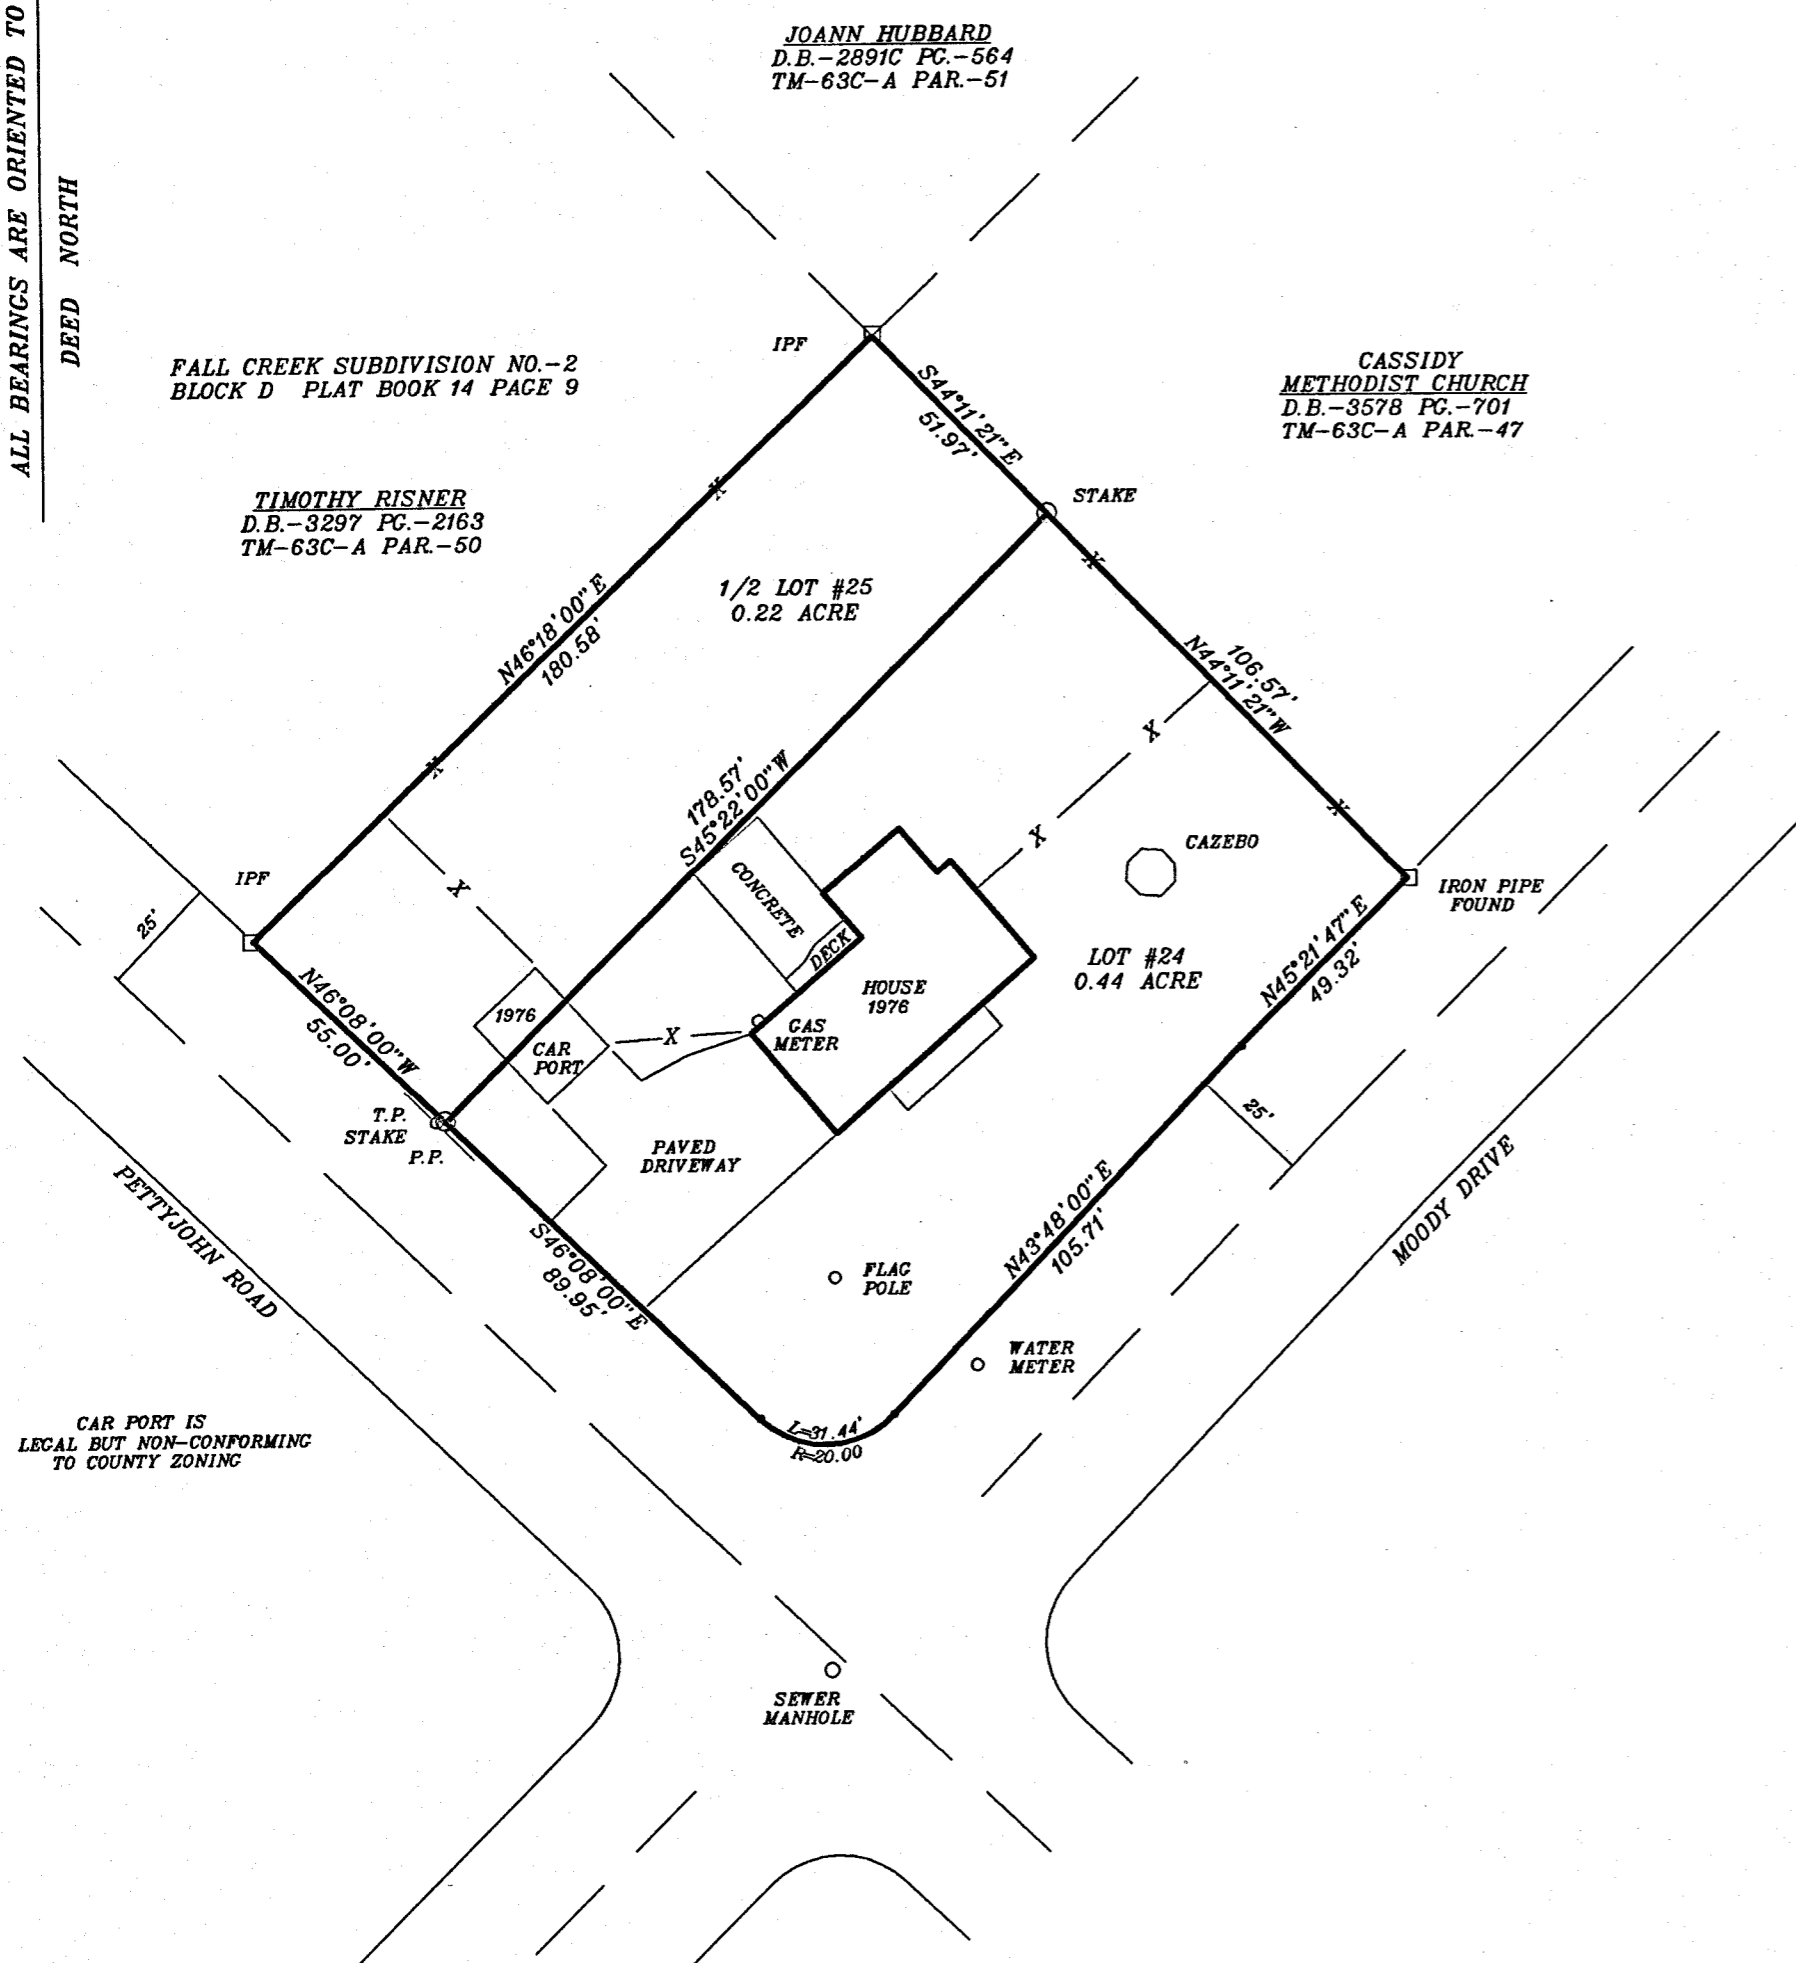 ALL BEARINGS ARE ORIENTED TO
DEED NORTH
JOANN HUBBARD
D.B.-2891C PG.-564
TM-63C-A PAR.-51
IPF
FALL CREEK SUBDIVISION NO.-2
BLOCK D PLAT BOOK 14 PAGE 9
S44°11'21"E
51.97'
CASSIDY
METHODIST CHURCH
D.B.-3578 PG.-701
TM-63C-A PAR.-47
STAKE
X
X
TIMOTHY RISNER
D.B.-3297 PG.-2163
TM-63C-A PAR.-50
1/2 LOT #25
0.22 ACRE
N46°18'00"E
180.58'
106.57'
N44°11'21"W
X
X
X
X
178.57'
S45°22'00"W
CAZEBO
IPF
X
CONCRETE
DECK
IRON PIPE
FOUND
25'
LOT #24
0.44 ACRE
N45°21'47"E
49.32'
HOUSE
1976
N46°08'00"W
55.00'
1976
CAR
PORT
X
GAS
METER
T.P.
STAKE
P.P.
25'
PAVED
DRIVEWAY
PETTYJOHN ROAD
MOODY DRIVE
N43°48'00"E
105.71'
S46°08'00"E
89.95'
FLAG
POLE
WATER
METER
L=31.44'
R=20.00
CAR PORT IS
LEGAL BUT NON-CONFORMING
TO COUNTY ZONING
SEWER
MANHOLE